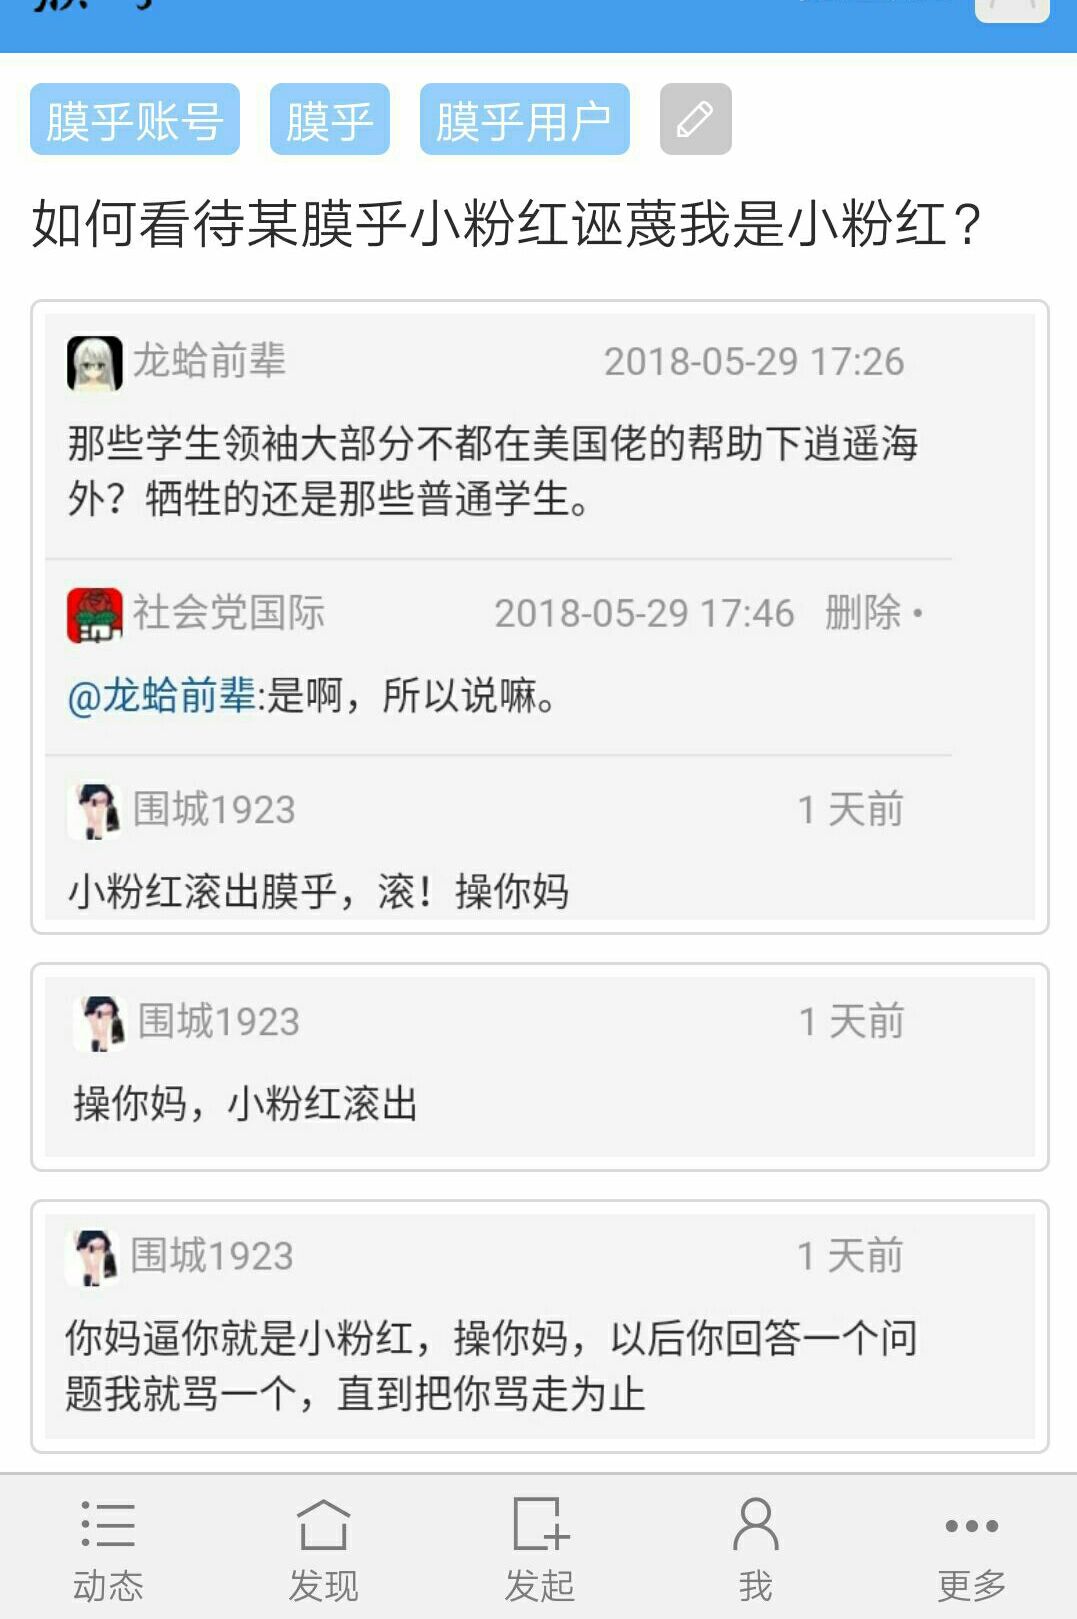 膜乎账号
膜乎
膜乎用户
如何看待某膜乎小粉红诬蔑我是小粉红？
龙蛤前辈
2018-05-29 17:26
那些学生领袖大部分不都在美国佬的帮助下逍遥海
外？牺牲的还是那些普通学生。
社会党国际
2018-05-29 17:46 删除 •
@龙蛤前辈:是啊，所以说嘛。
围城1923
1 天前
小粉红滚出膜乎，滚！操你妈
围城1923
1 天前
操你妈，小粉红滚出
围城1923
1 天前
你妈逼你就是小粉红，操你妈，以后你回答一个问
题我就骂一个，直到把你骂走为止
动态
发现
发起
我
更多